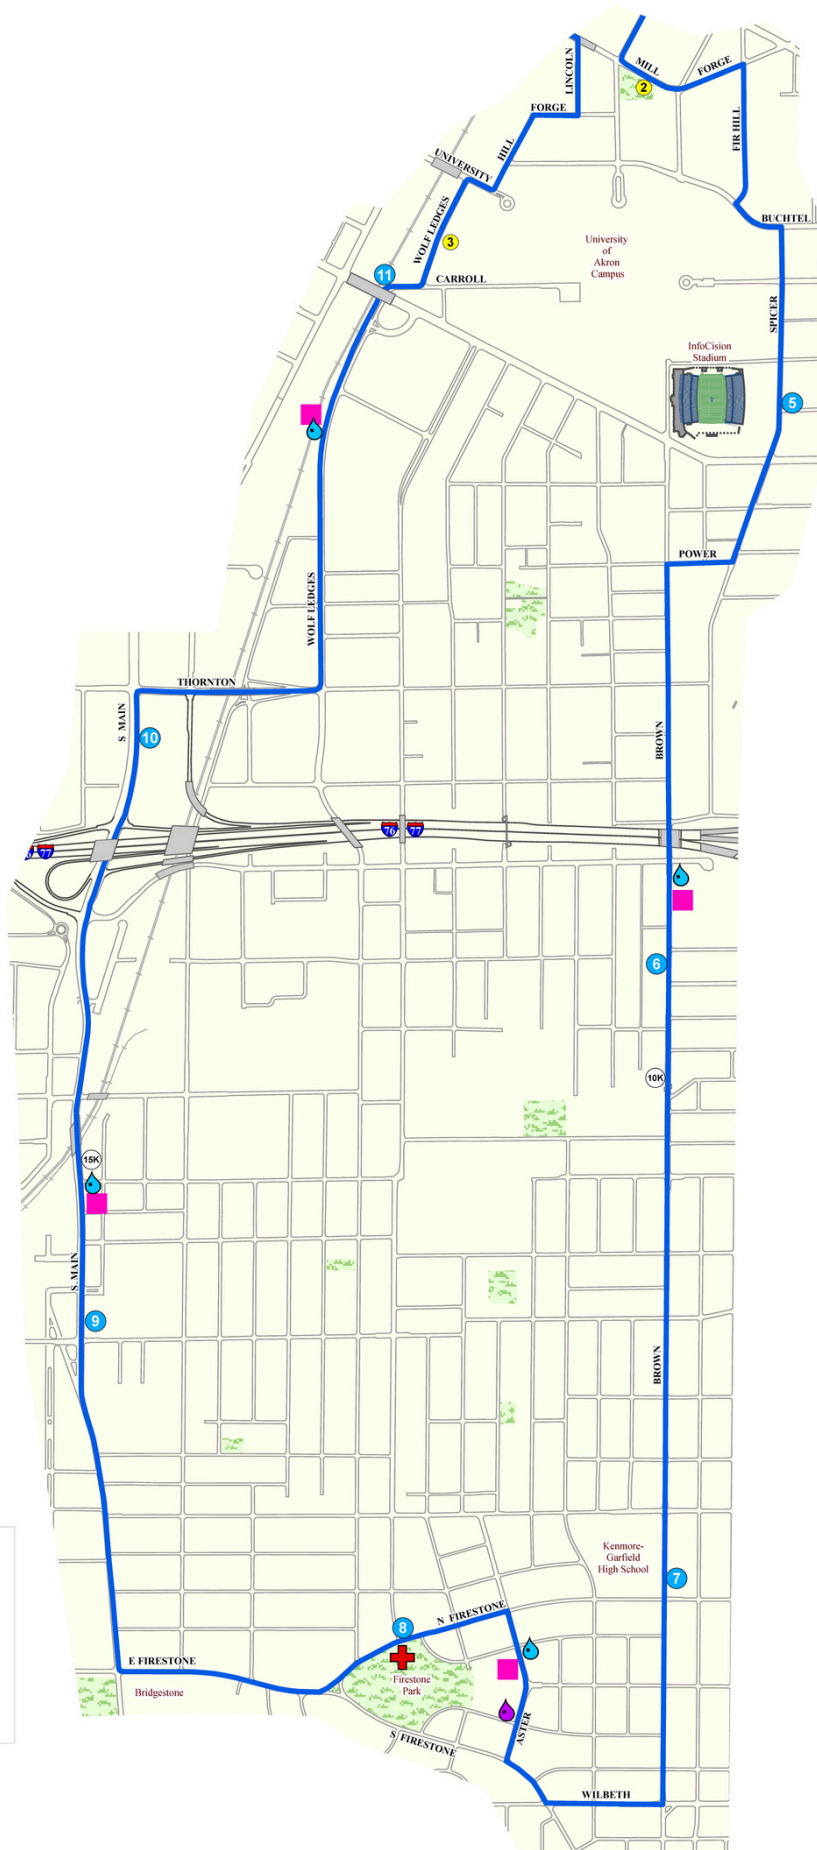 LINCOLN
MILL
FORGE
2
FORGE
HILL
FIR HILL
UNIVERSITY
WOLF LEDGES
3
BUCHTEL
University
of
Akron
Campus
11
CARROLL
SPICER
InfoCision
Stadium
5
POWER
WOLF LEDGES
THORNTON
S MAIN
10
BROWN
76
77
77
6
10K
15K
S MAIN
9
BROWN
Kenmore-
Garfield
High School
7
8
N FIRESTONE
E FIRESTONE
Bridgestone
Firestone
Park
S FIRESTONE
ASTER
WILBETH